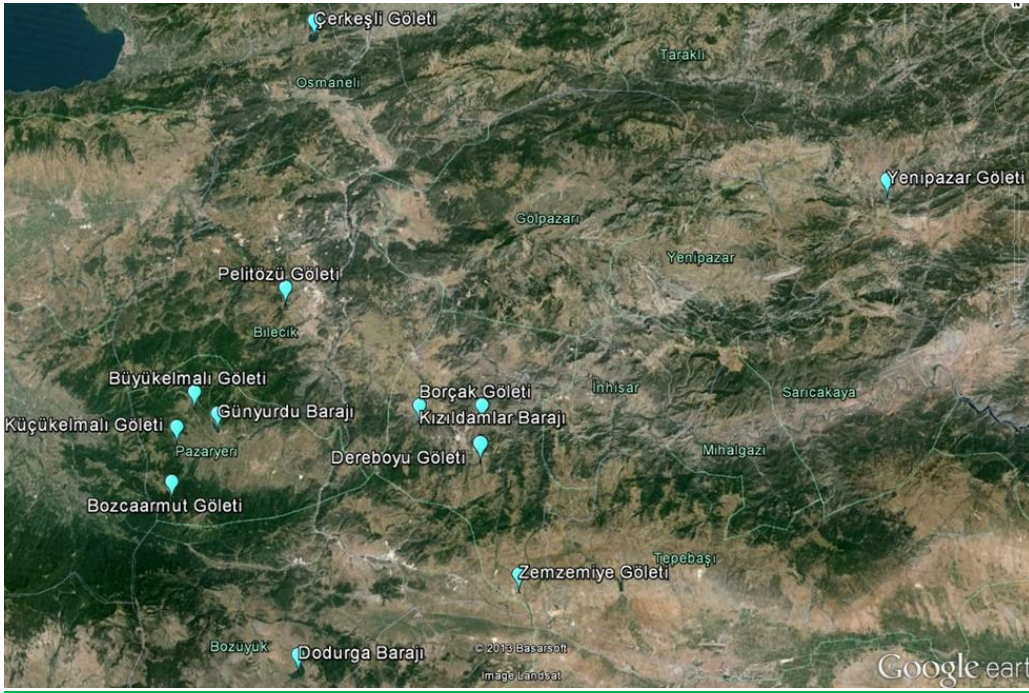 N
Çerkeşli Göleti
Taraklı
Osmaneli
Yenipazar Göleti
Gölpazarı
Yenipazar
Pelitözü Göleti
Bilecik
Büyükelmalı Göleti
Borçak Göleti
İnhisar
Sarıcakaya
Günyurdu Barajı
Kızıldamlar Barajı
Küçükelmalı Göleti
Pazaryeri
Dereboyu Göleti
Mihalgazi
Bozcaarmut Göleti
Tepebaşı
Zemzemiye Göleti
Bozüyük
Dodurga Barajı
© 2013 Basarsoft
Image Landsat
Google eart